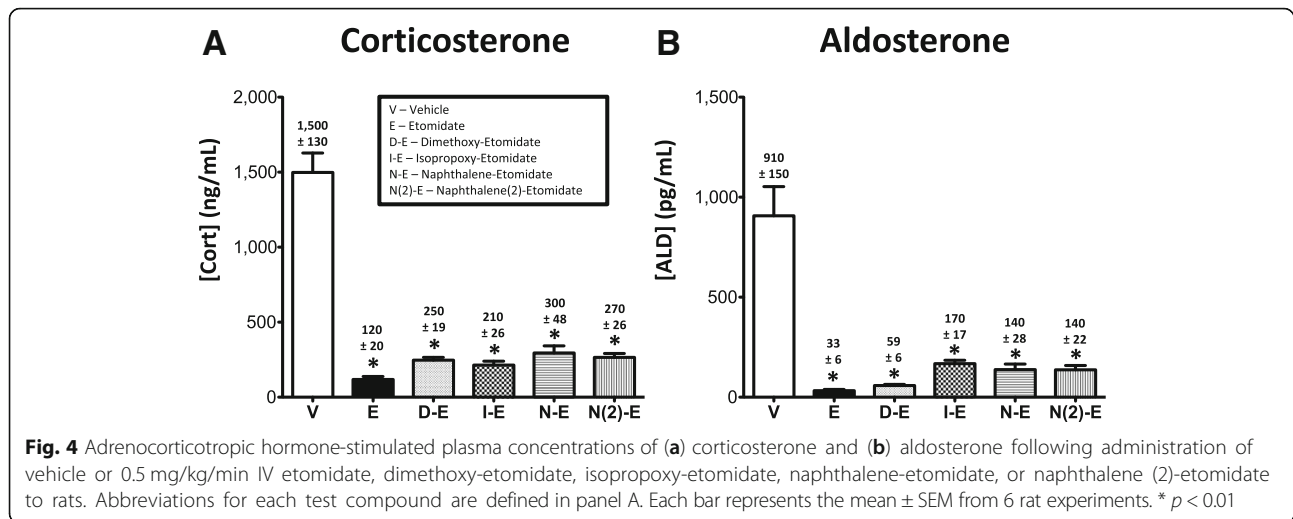 A Corticosterone
2,000
1,500
1,000
500
0
[Cort] (ng/mL)
V – Vehicle
E – Etomidate
D-E – Dimethoxy-Etomidate
I-E – Isopropoxy-Etomidate
N-E – Naphthalene-Etomidate
N(2)-E – Naphthalene(2)-Etomidate
1,500
± 130
120
± 20
*
250
± 19
*
210
± 26
*
300
± 48
*
270
± 26
*
V E D-E I-E N-E N(2)-E
B Aldosterone
1,500
1,000
500
0
[ALD] (pg/mL)
910
± 150
33
± 6
*
59
± 6
*
170
± 17
*
140
± 28
*
140
± 22
*
V E D-E I-E N-E N(2)-E
Fig. 4 Adrenocorticotropic hormone-stimulated plasma concentrations of (a) corticosterone and (b) aldosterone following administration of
vehicle or 0.5 mg/kg/min IV etomidate, dimethoxy-etomidate, isopropoxy-etomidate, naphthalene-etomidate, or naphthalene (2)-etomidate
to rats. Abbreviations for each test compound are defined in panel A. Each bar represents the mean ± SEM from 6 rat experiments. * p < 0.01